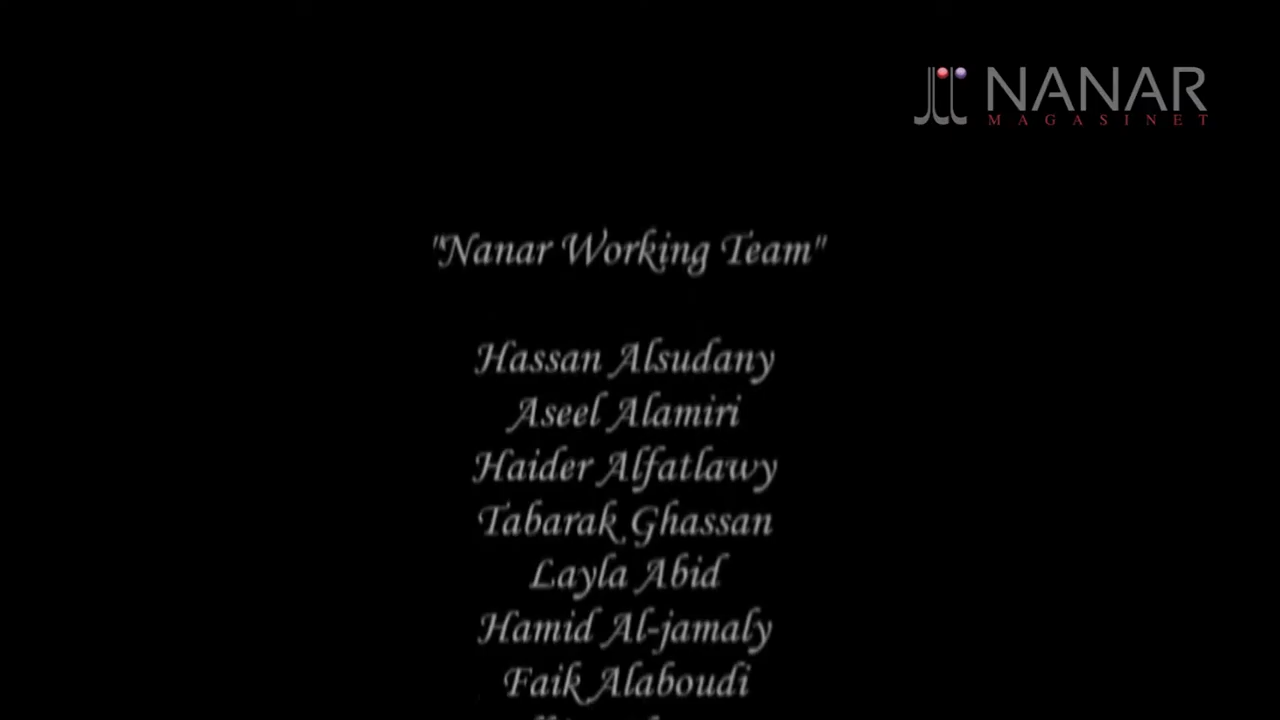 NANAR
MAGASINET
"Nanar Working Team"
Hassan Alsudany
Aseel Alamiri
Haider Alfatlawy
Tabarak Ghassan
Layla Abid
Hamid Al-jamaly
Faik Alaboudi